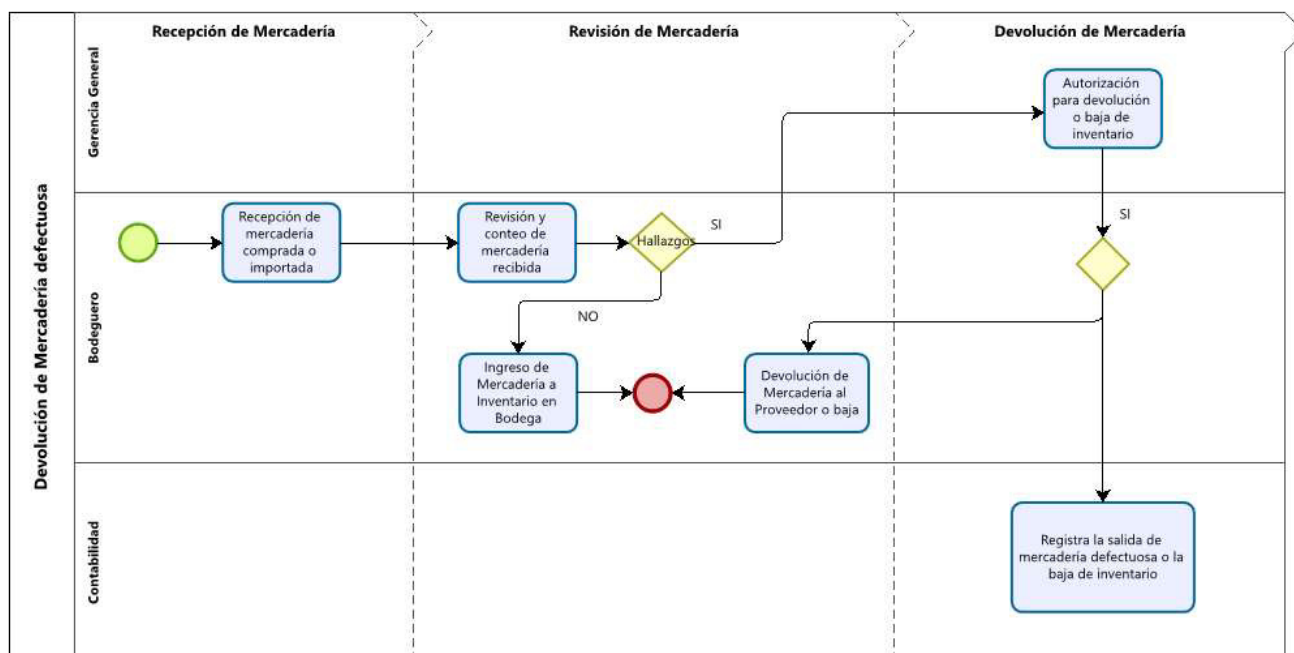 Devolución de Mercadería defectuosa
Recepción de Mercadería
Revisión de Mercadería
Devolución de Mercadería
Gerencia General
Autorización
para devolución
o baja de
inventario
Bodeguero
Recepción de
mercadería
comprada o
importada
Revisión y
conteo de
mercadería
recibida
Hallazgos
SI
SI
NO
Ingreso de
Mercadería a
Inventario en
Bodega
Devolución de
Mercadería al
Proveedor o baja
Contabilidad
Registra la salida de
mercadería defectuosa o la
baja de inventario